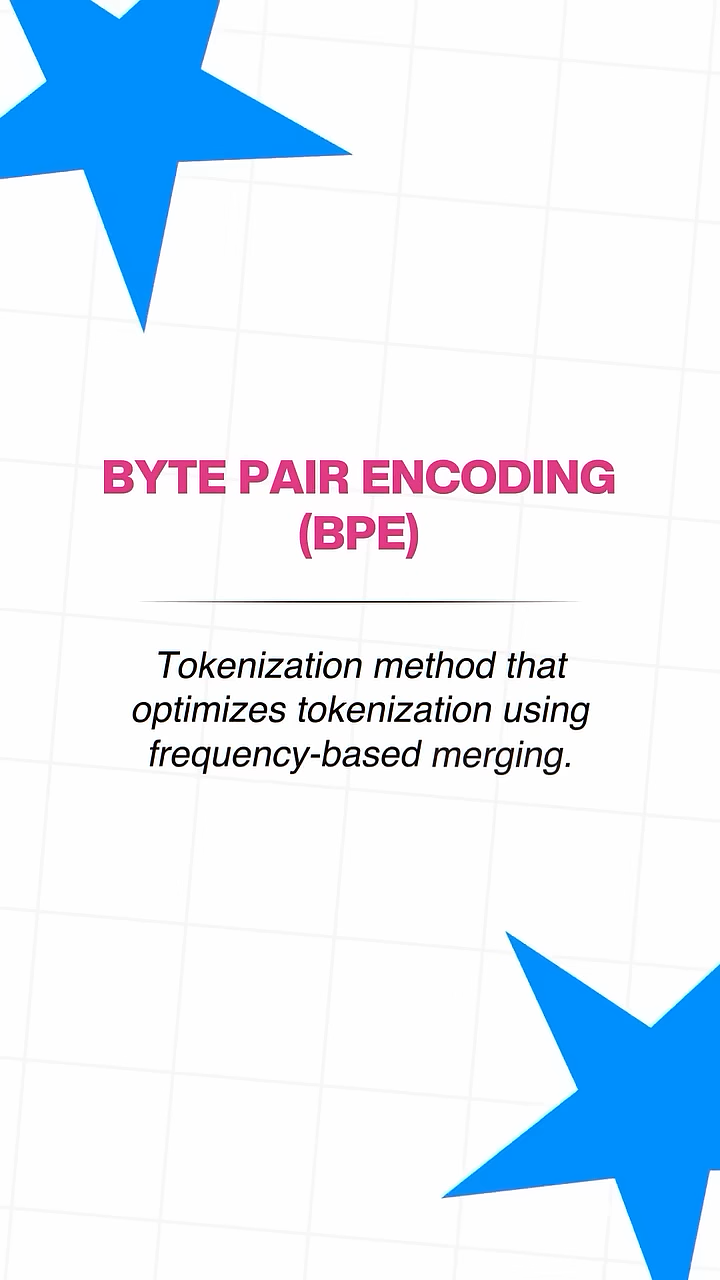 BYTE PAIR ENCODING
(BPE)
Tokenization method that
optimizes tokenization using
frequency-based merging.